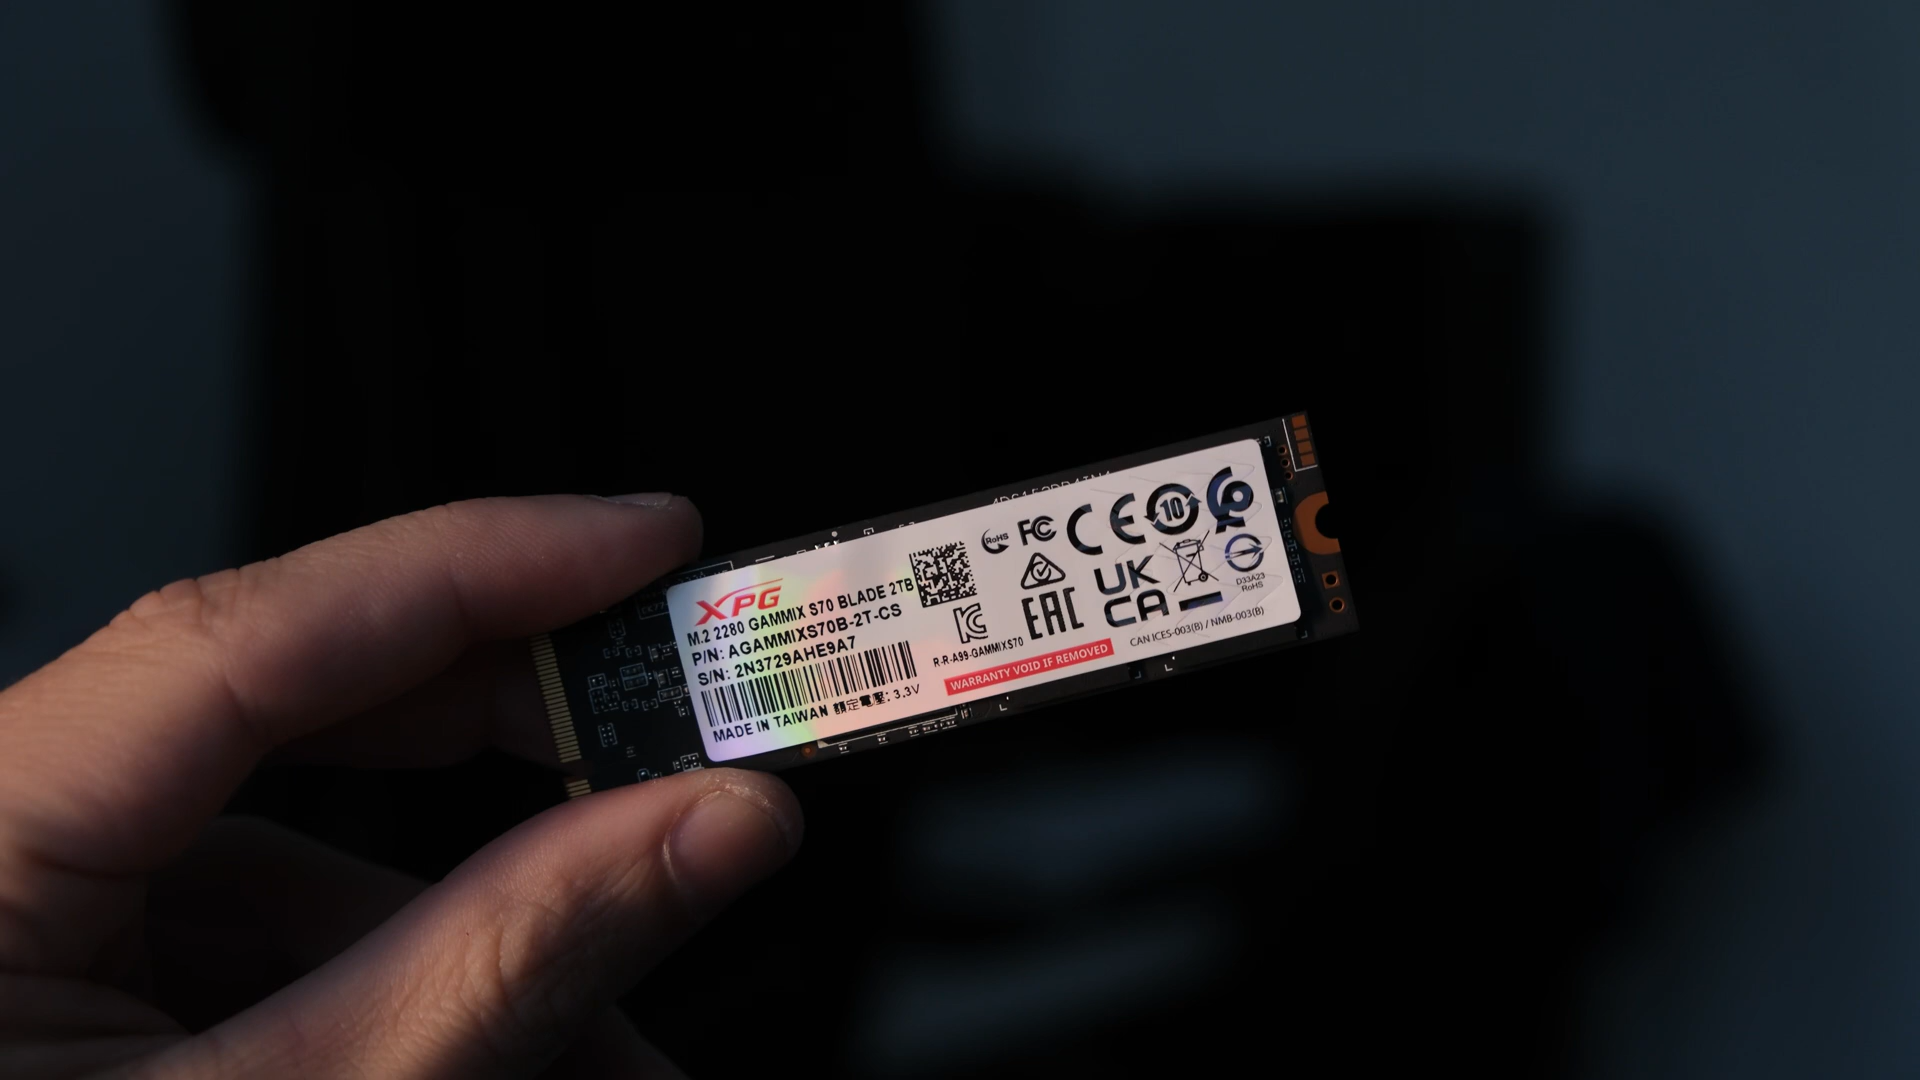 XPG
M.2 2280 GAMMIX S70 BLADE 2TB
P/N: AGAMMIXS70B-2T-CS
S/N: 2N3729AHE9A7
MADE IN TAIWAN 額定電壓: 3.3V
RoHS
FC
CE
10
UK
CA
EAC
D33A23
RoHS
R-R-A99-GAMMIXS70
WARRANTY VOID IF REMOVED
CAN ICES-003(B) / NMB-003(B)